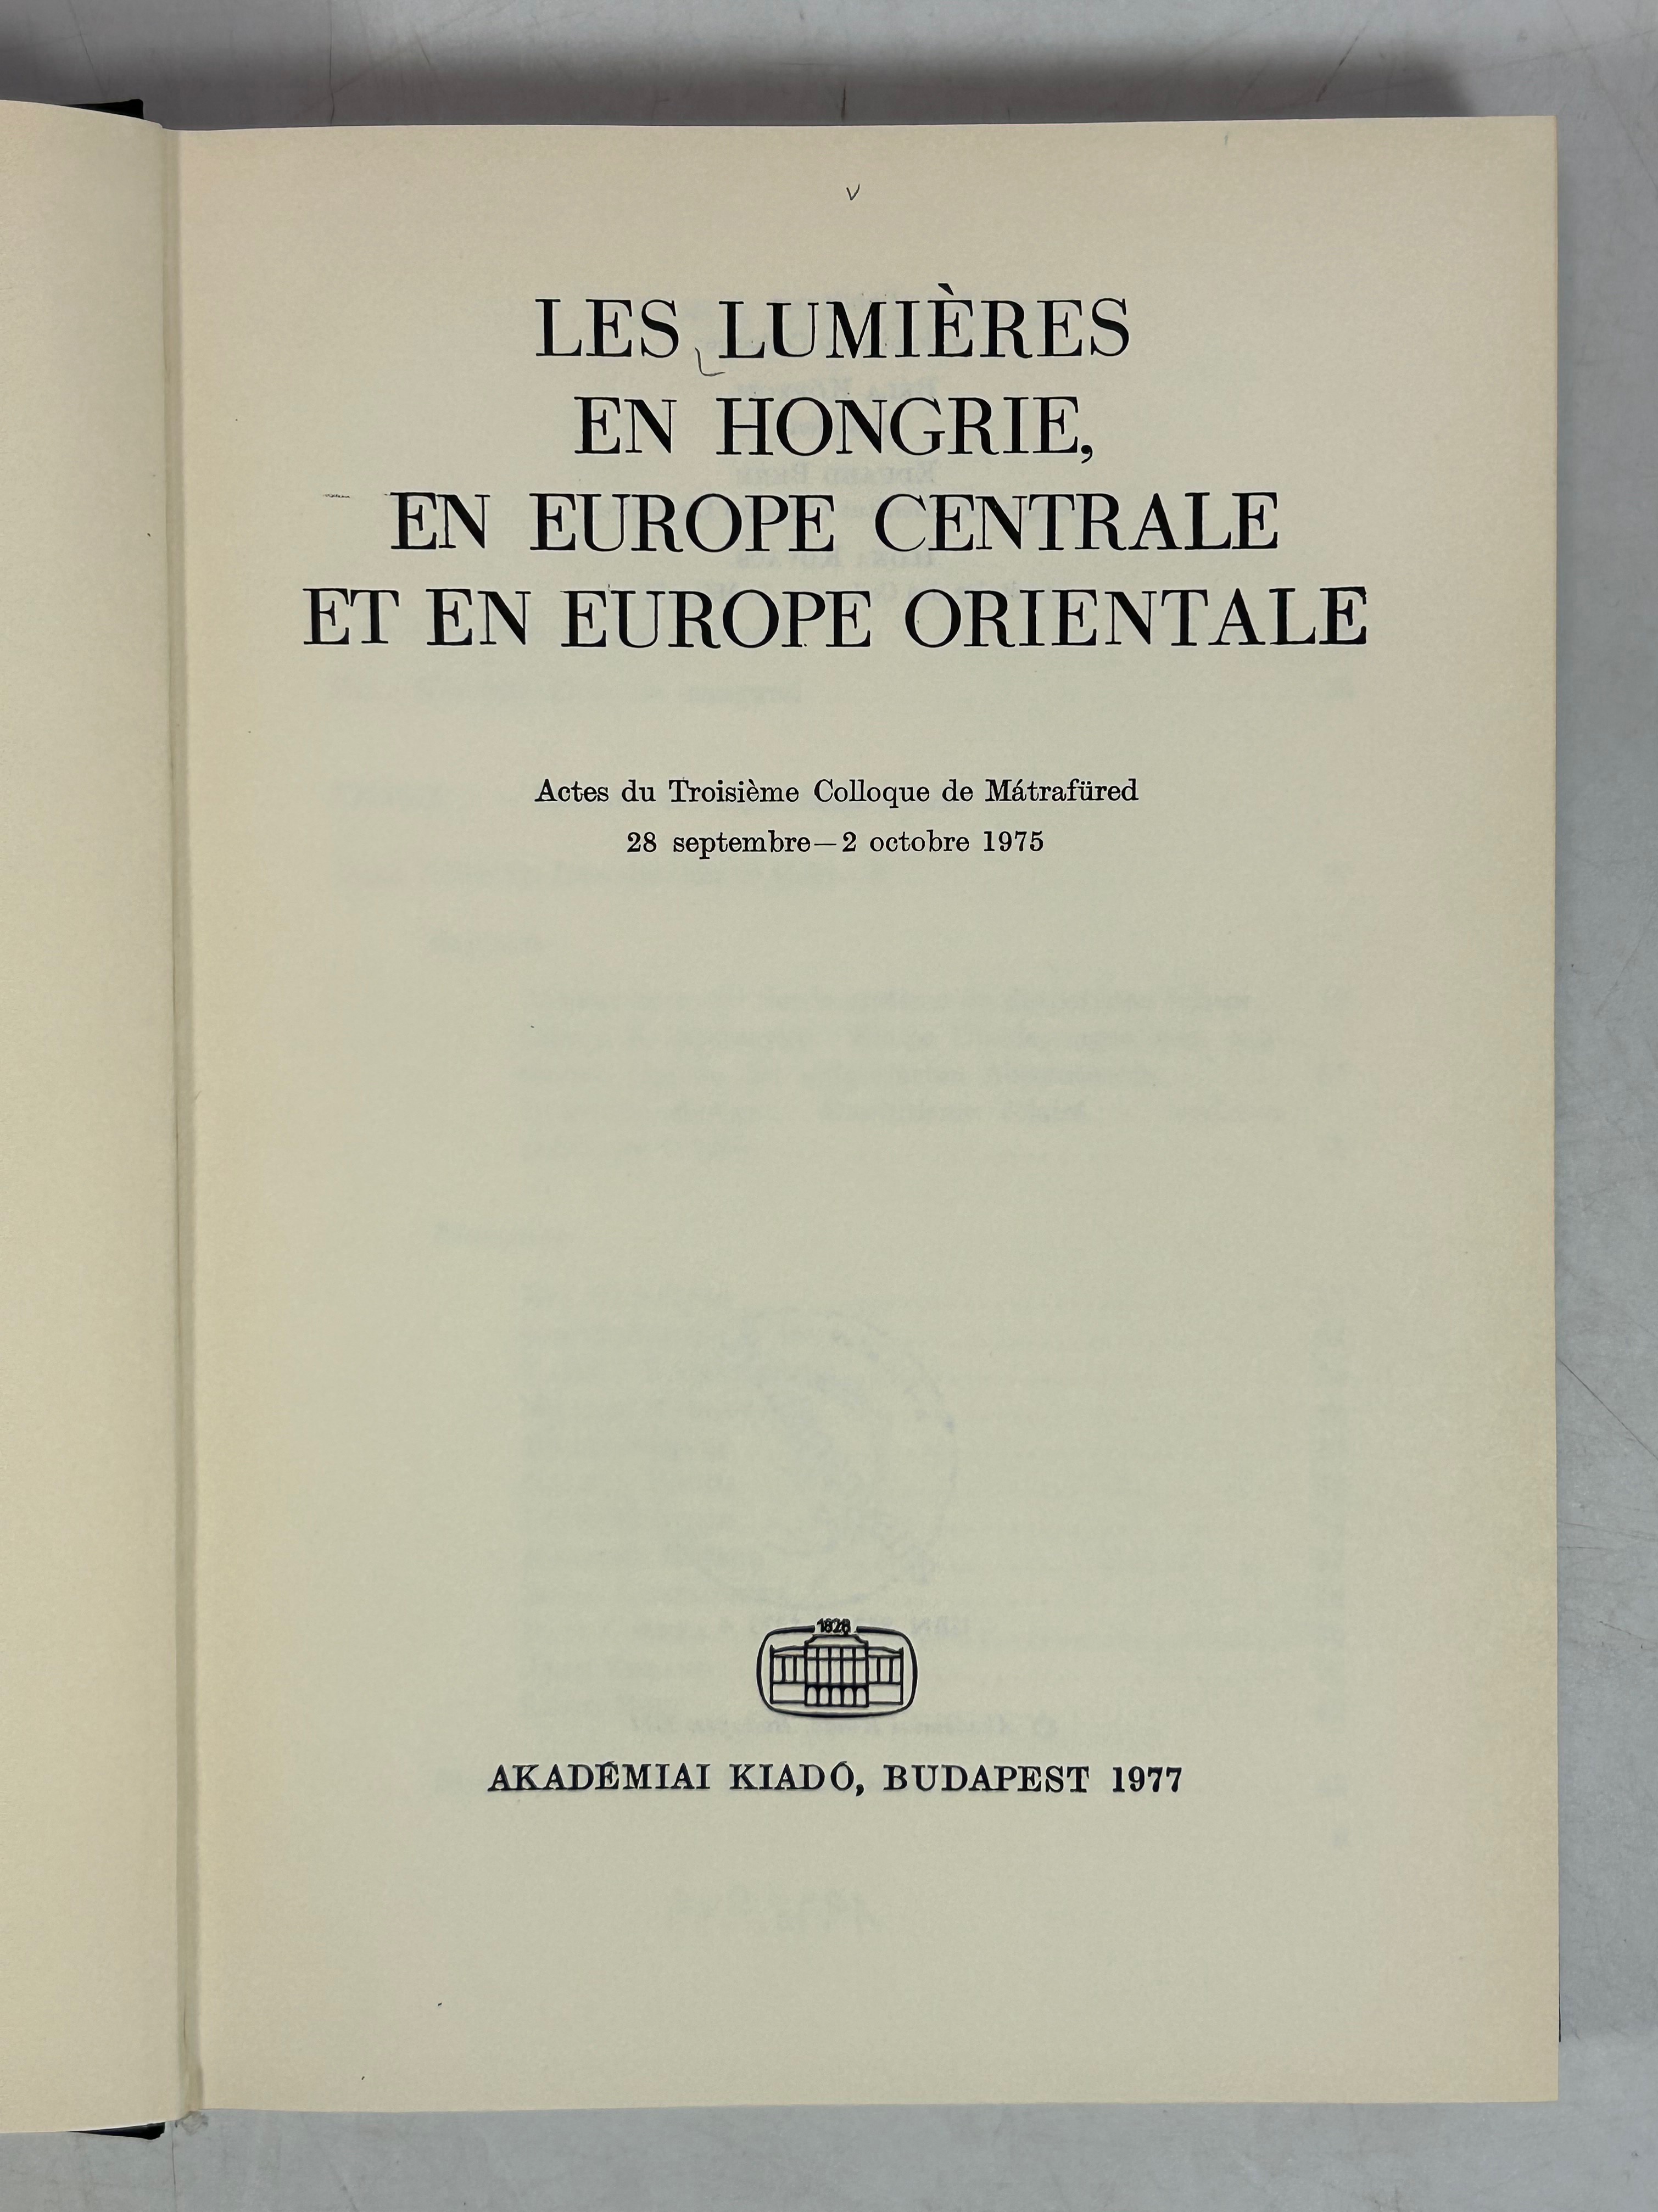 LES LUMIÈRES
EN HONGRIE,
EN EUROPE CENTRALE
ET EN EUROPE ORIENTALE
Actes du Troisième Colloque de Mátrafüred
28 septembre—2 octobre 1975
1828
AKADÉMIAI KIADÓ, BUDAPEST 1977